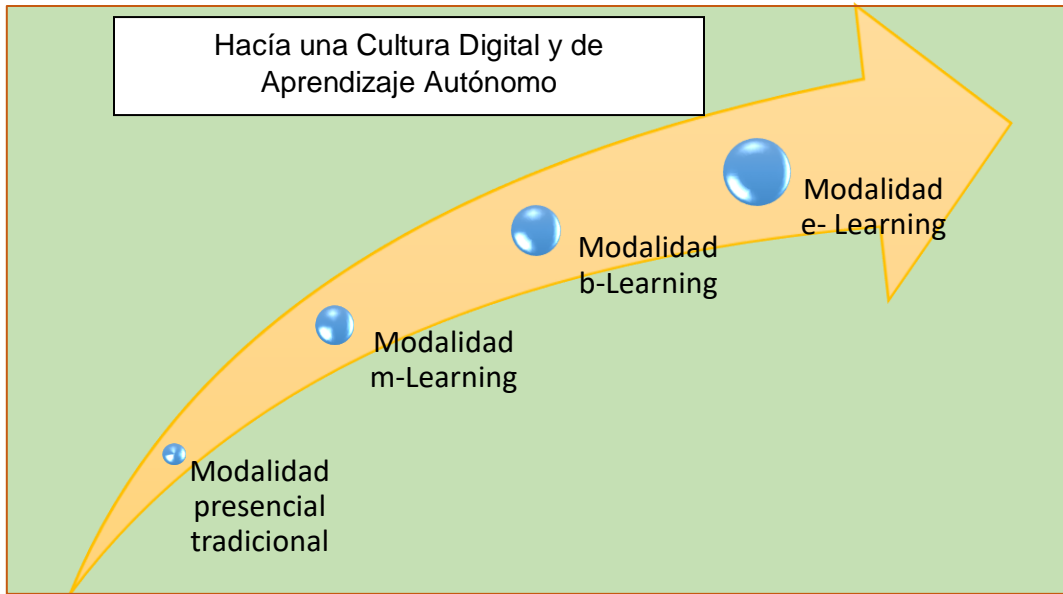 Hacía una Cultura Digital y de
Aprendizaje Autónomo
Modalidad
e- Learning
Modalidad
b-Learning
Modalidad
m-Learning
Modalidad
presencial
tradicional